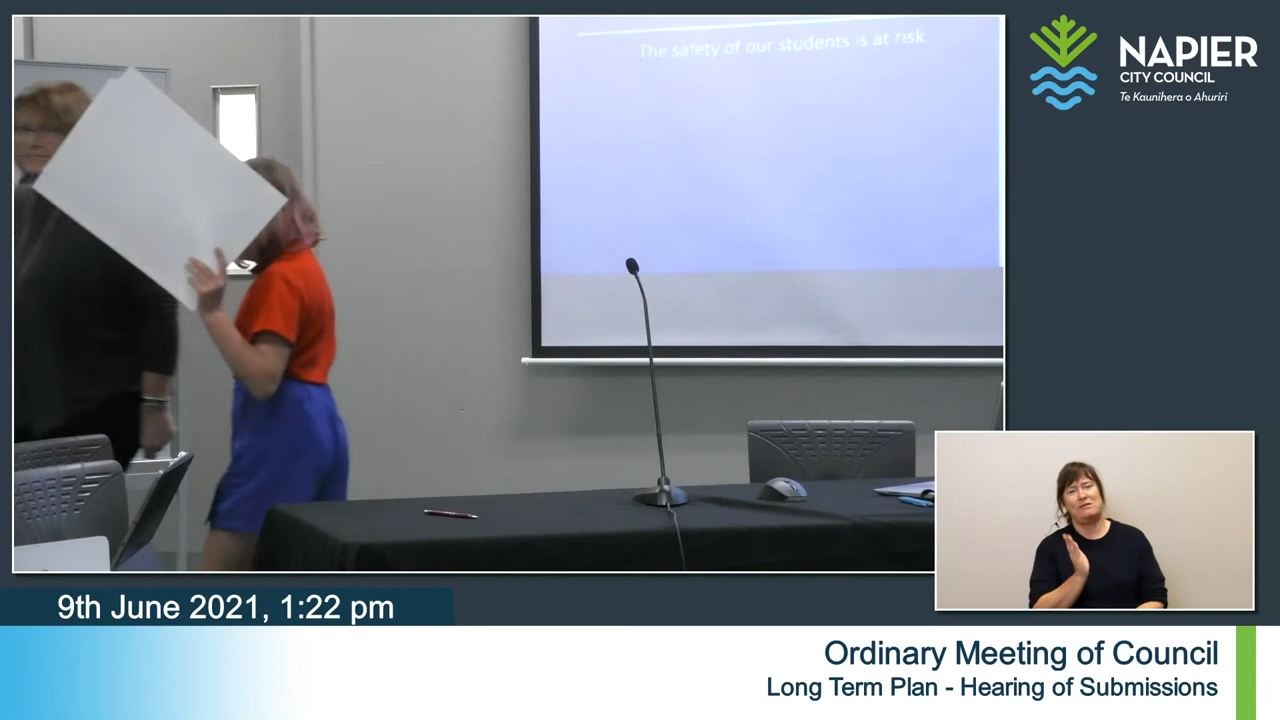 The safety of our students is at risk
NAPIER
CITY COUNCIL
Te Kaunihera o Ahuriri
9th June 2021, 1:22 pm
Ordinary Meeting of Council
Long Term Plan - Hearing of Submissions